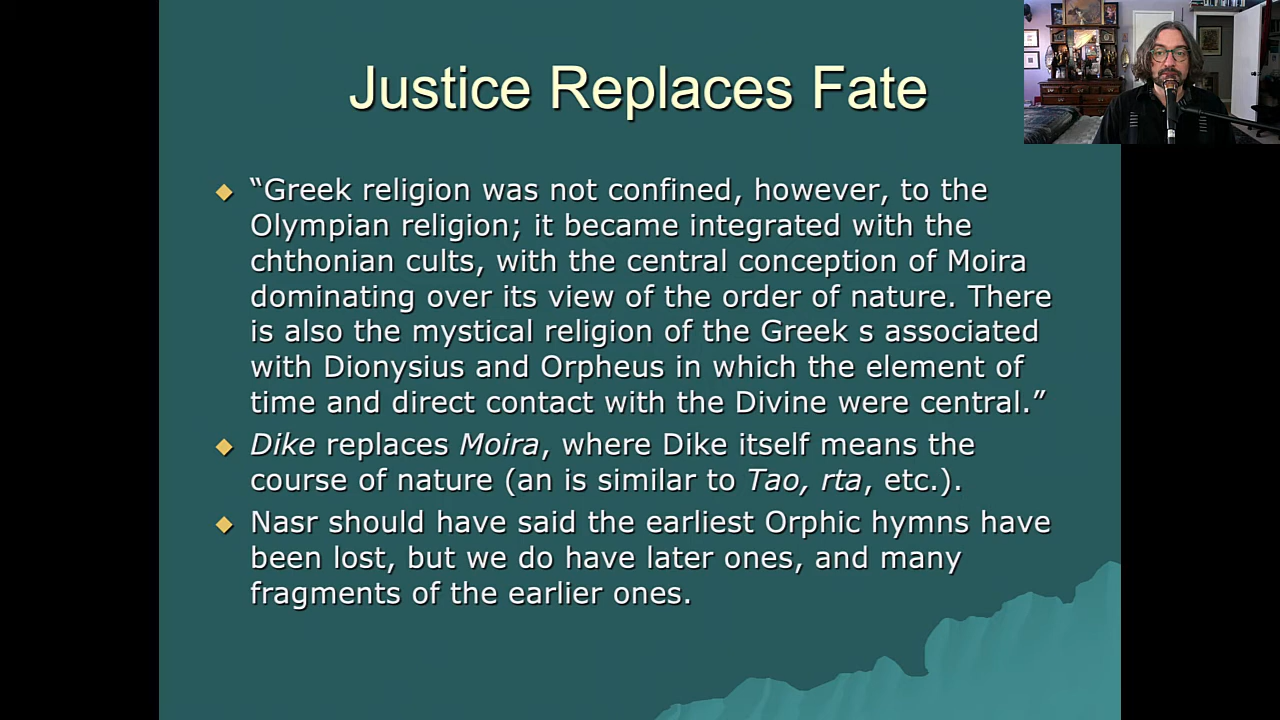 Justice Replaces Fate
“Greek religion was not confined, however, to the
Olympian religion; it became integrated with the
chthonian cults, with the central conception of Moira
dominating over its view of the order of nature. There
is also the mystical religion of the Greek s associated
with Dionysius and Orpheus in which the element of
time and direct contact with the Divine were central.”
Dike replaces Moira, where Dike itself means the
course of nature (an is similar to Tao, rta, etc.).
Nasr should have said the earliest Orphic hymns have
been lost, but we do have later ones, and many
fragments of the earlier ones.